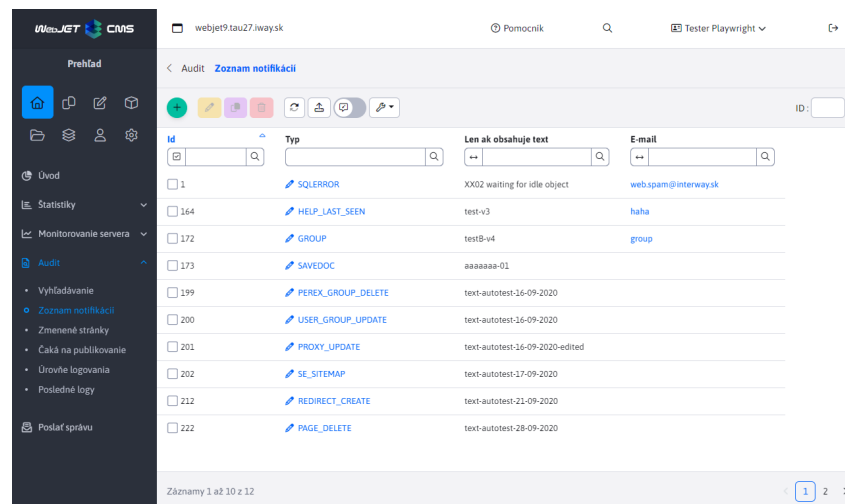 WebJET CMS
webjet9.tau27.iway.sk
Pomocník
Tester Playwright
Prehľad
Audit Zoznam notifikácií
ID :
Id Typ Len ak obsahuje text E-mail
1 SQLERROR XX02 waiting for idle object web.spam@interway.sk
164 HELP_LAST_SEEN test-v3 haha
172 GROUP testB-v4 group
173 SAVEDOC aaaaaaa-01
199 PEREX_GROUP_DELETE text-autotest-16-09-2020
200 USER_GROUP_UPDATE text-autotest-16-09-2020
201 PROXY_UPDATE text-autotest-16-09-2020-edited
202 SE_SITEMAP text-autotest-17-09-2020
212 REDIRECT_CREATE text-autotest-21-09-2020
222 PAGE_DELETE text-autotest-28-09-2020
Úvod
Štatistiky
Monitorovanie servera
Audit
Vyhľadávanie
Zoznam notifikácií
Zmenené stránky
Čaká na publikovanie
Úrovňe logovania
Posledné logy
Poslať správu
Záznamy 1 až 10 z 12
1 2